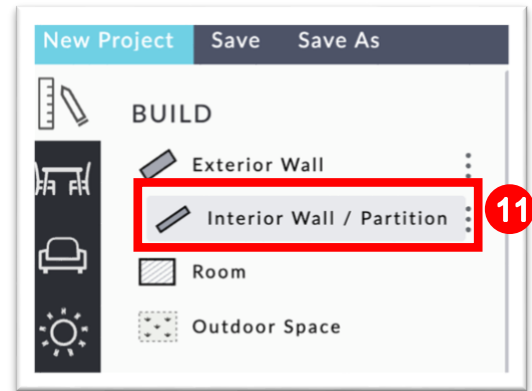 New Project Save Save As
BUILD
Exterior Wall
Interior Wall / Partition
11
Room
Outdoor Space